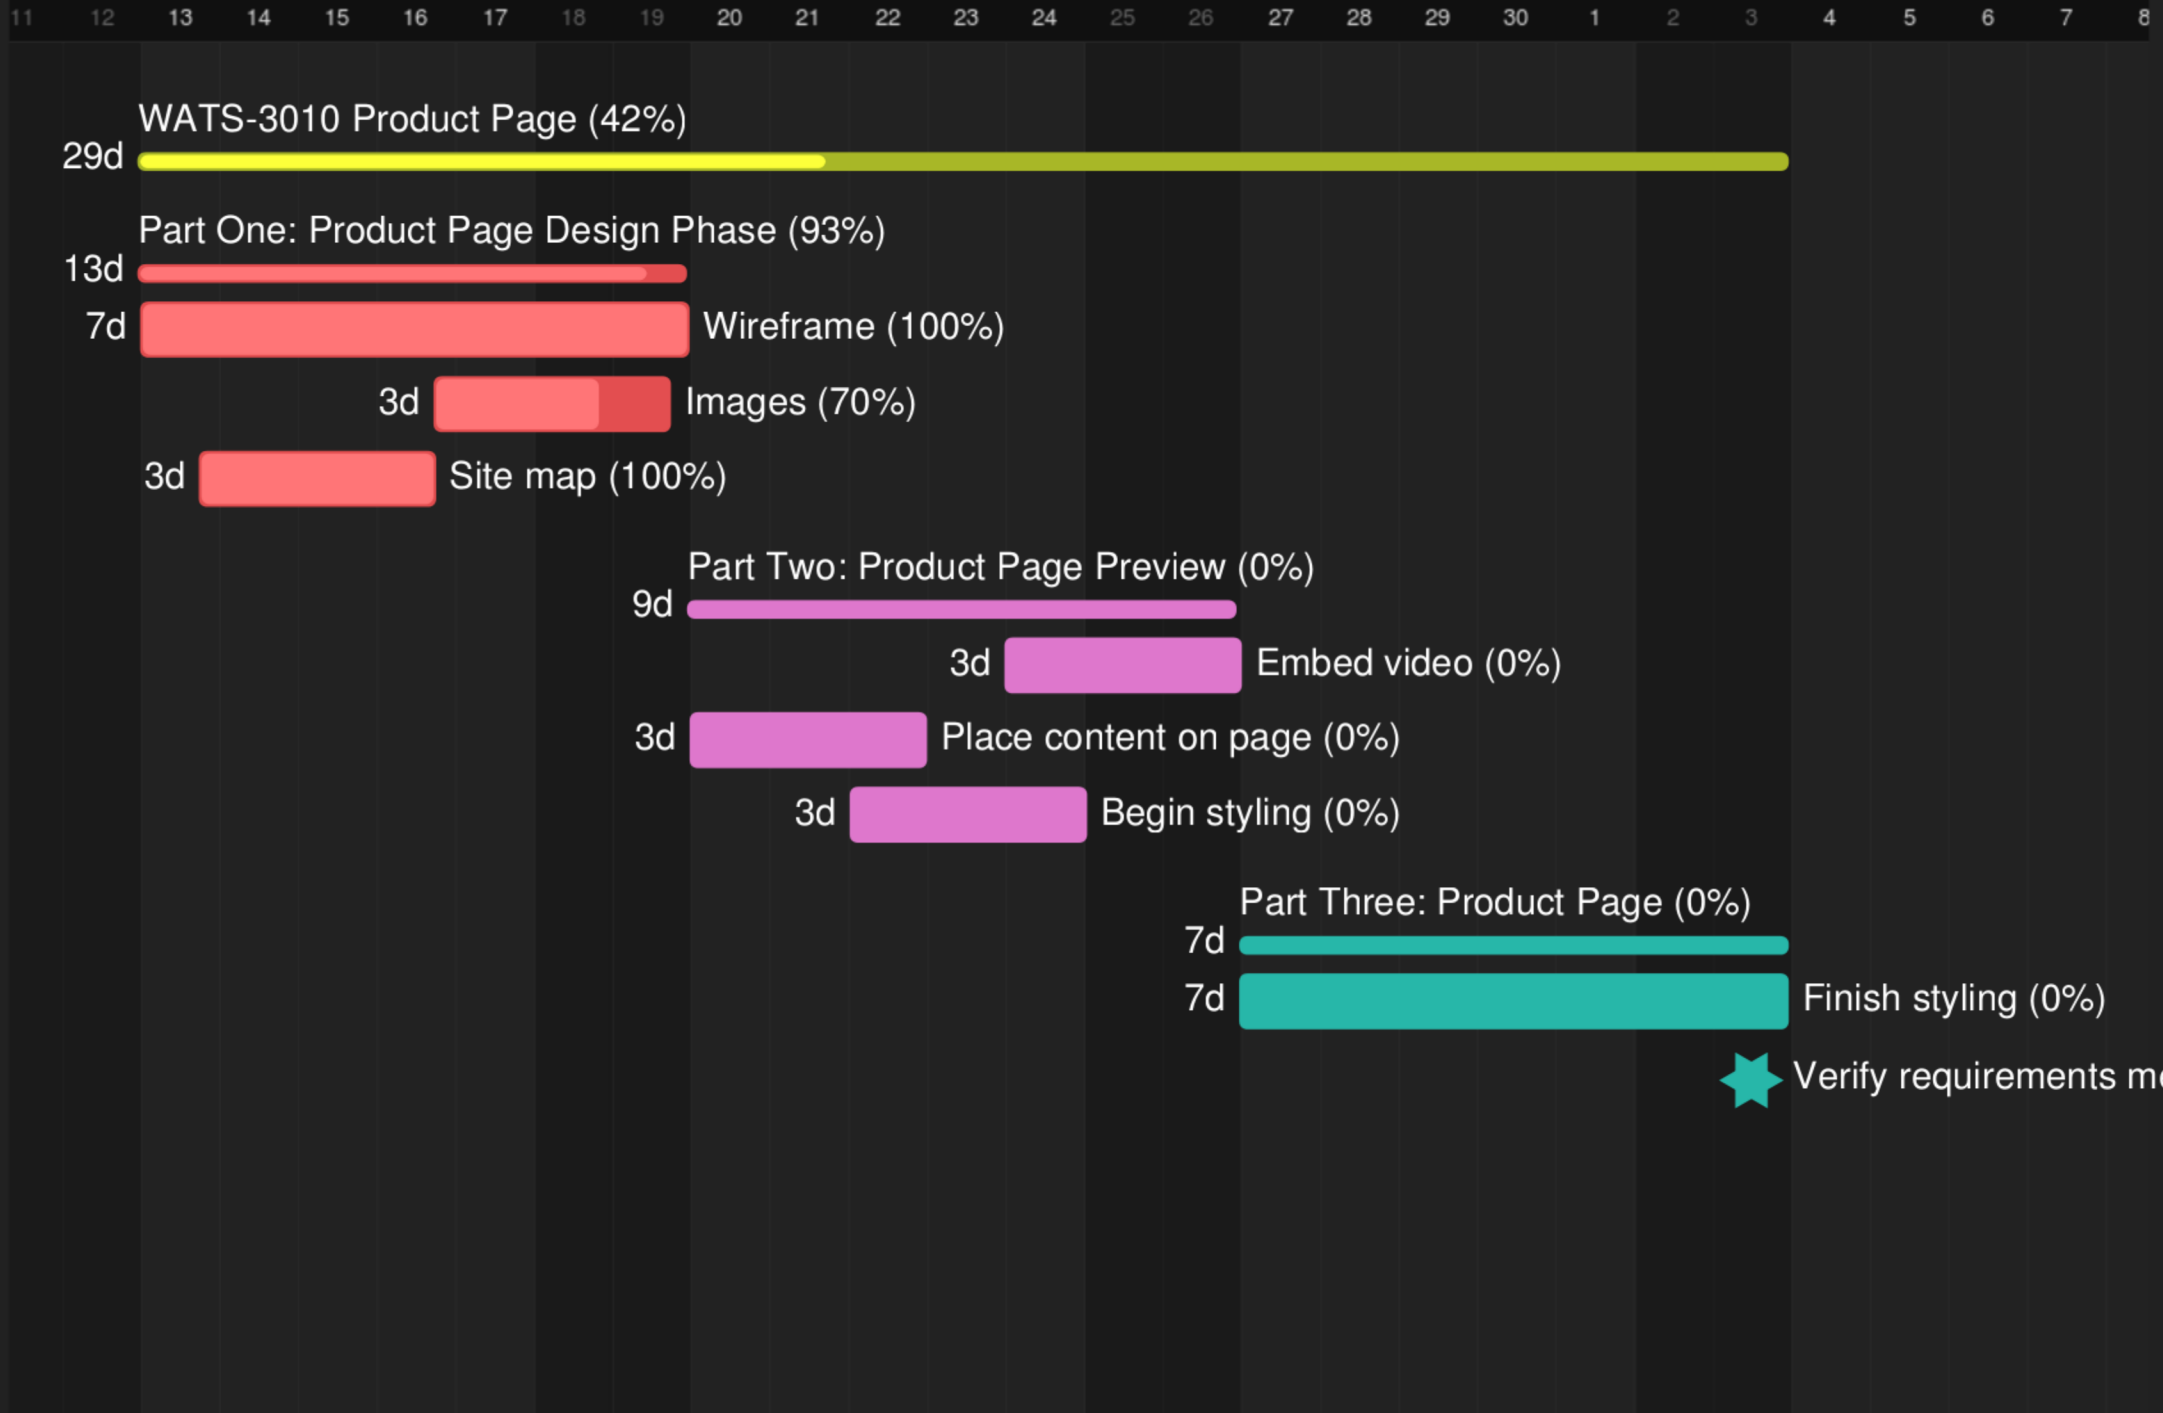 11 12 13 14 15 16 17 18 19 20 21 22 23 24 25 26 27 28 29 30 1 2 3 4 5 6 7 8
WATS-3010 Product Page (42%)
29d
Part One: Product Page Design Phase (93%)
13d
7d Wireframe (100%)
3d Images (70%)
3d Site map (100%)
Part Two: Product Page Preview (0%)
9d
3d Embed video (0%)
3d Place content on page (0%)
3d Begin styling (0%)
Part Three: Product Page (0%)
7d
7d Finish styling (0%)
Verify requirements